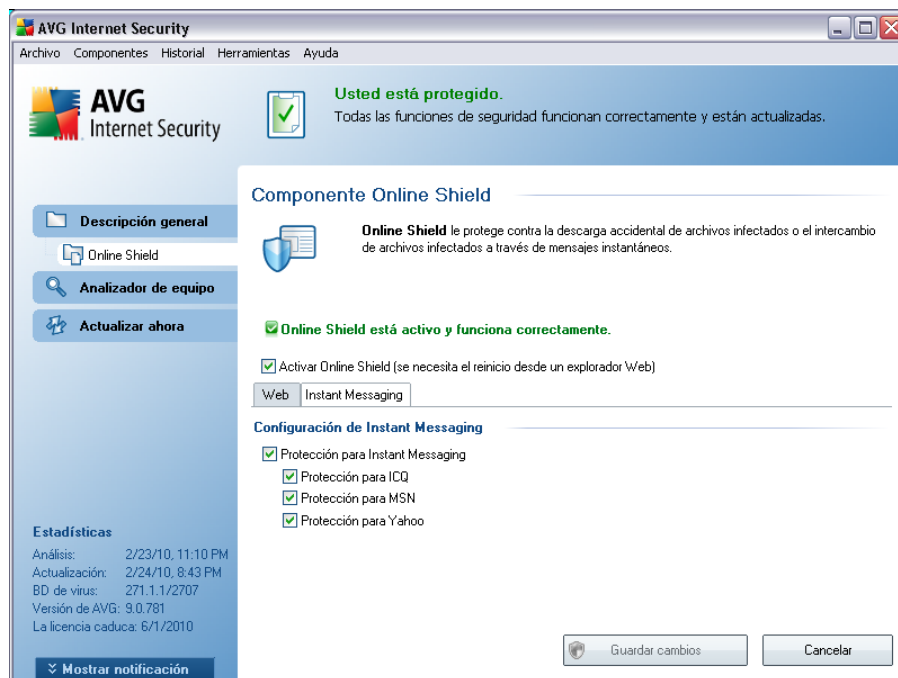 AVG Internet Security
Archivo Componentes Historial Herramientas Ayuda
AVG
Internet Security
Usted está protegido.
Todas las funciones de seguridad funcionan correctamente y están actualizadas.
Descripción general
Online Shield
Analizador de equipo
Actualizar ahora
Componente Online Shield
Online Shield le protege contra la descarga accidental de archivos infectados o el intercambio
de archivos infectados a través de mensajes instantáneos.
Online Shield está activo y funciona correctamente.
Activar Online Shield (se necesita el reinicio desde un explorador Web)
Web Instant Messaging
Configuración de Instant Messaging
Protección para Instant Messaging
Protección para ICQ
Protección para MSN
Protección para Yahoo
Estadísticas
Análisis: 2/23/10, 11:10 PM
Actualización: 2/24/10, 8:43 PM
BD de virus: 271.1.1/2707
Versión de AVG: 9.0.781
La licencia caduca: 6/1/2010
Mostrar notificación
Guardar cambios
Cancelar